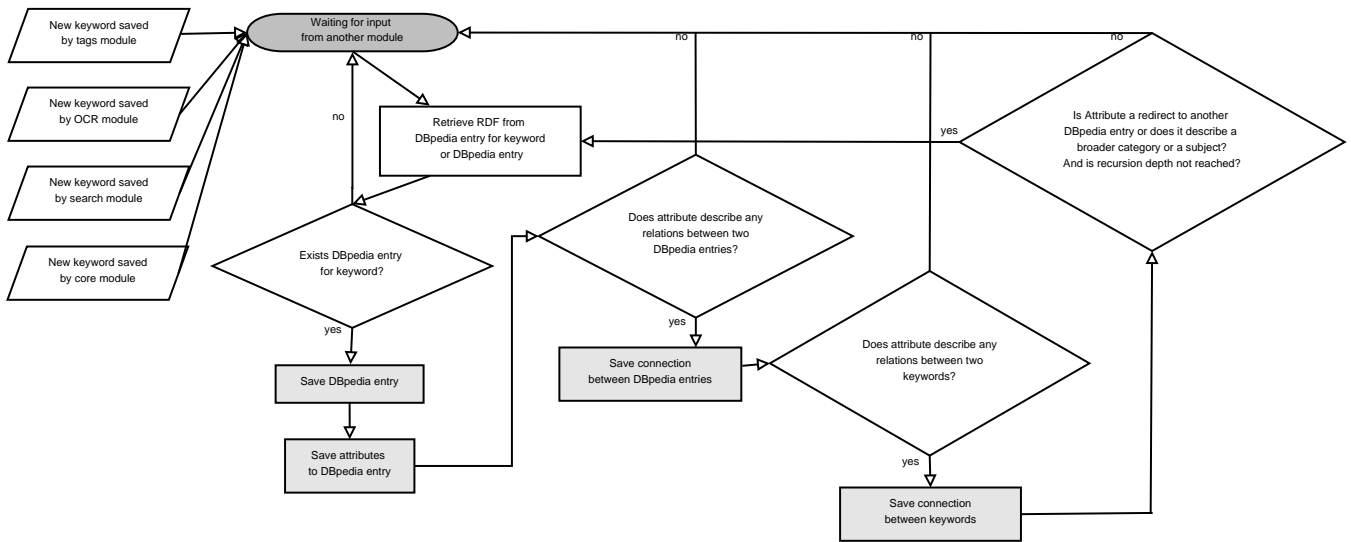 New keyword saved
by tags module
Waiting for input
from another module
no
no
no
New keyword saved
by OCR module
no
Retrieve RDF from
DBpedia entry for keyword
or DBpedia entry
yes
Is Attribute a redirect to another
DBpedia entry or does it describe a
broader category or a subject?
And is recursion depth not reached?
New keyword saved
by search module
New keyword saved
by core module
Exists DBpedia entry
for keyword?
Does attribute describe any
relations between two
DBpedia entries?
yes
yes
Save DBpedia entry
Save connection
between DBpedia entries
Does attribute describe any
relations between two
keywords?
Save attributes
to DBpedia entry
yes
Save connection
between keywords